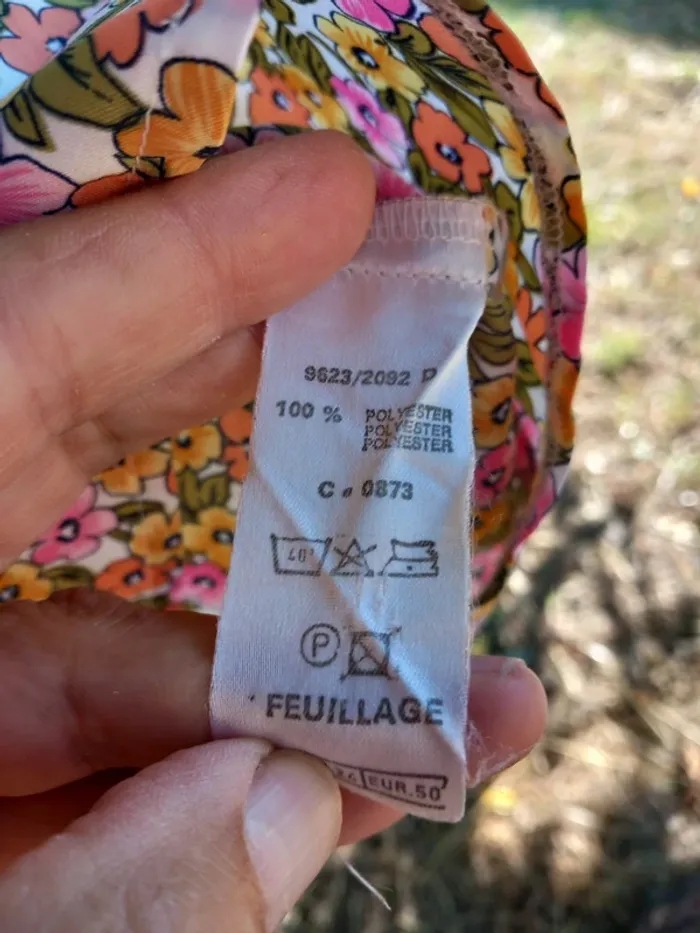 9623/2092 P
100 % POLYESTER
POLYESTER
POLYESTER
C. 0873
40°
P
FEUILLAGE
EUR.50